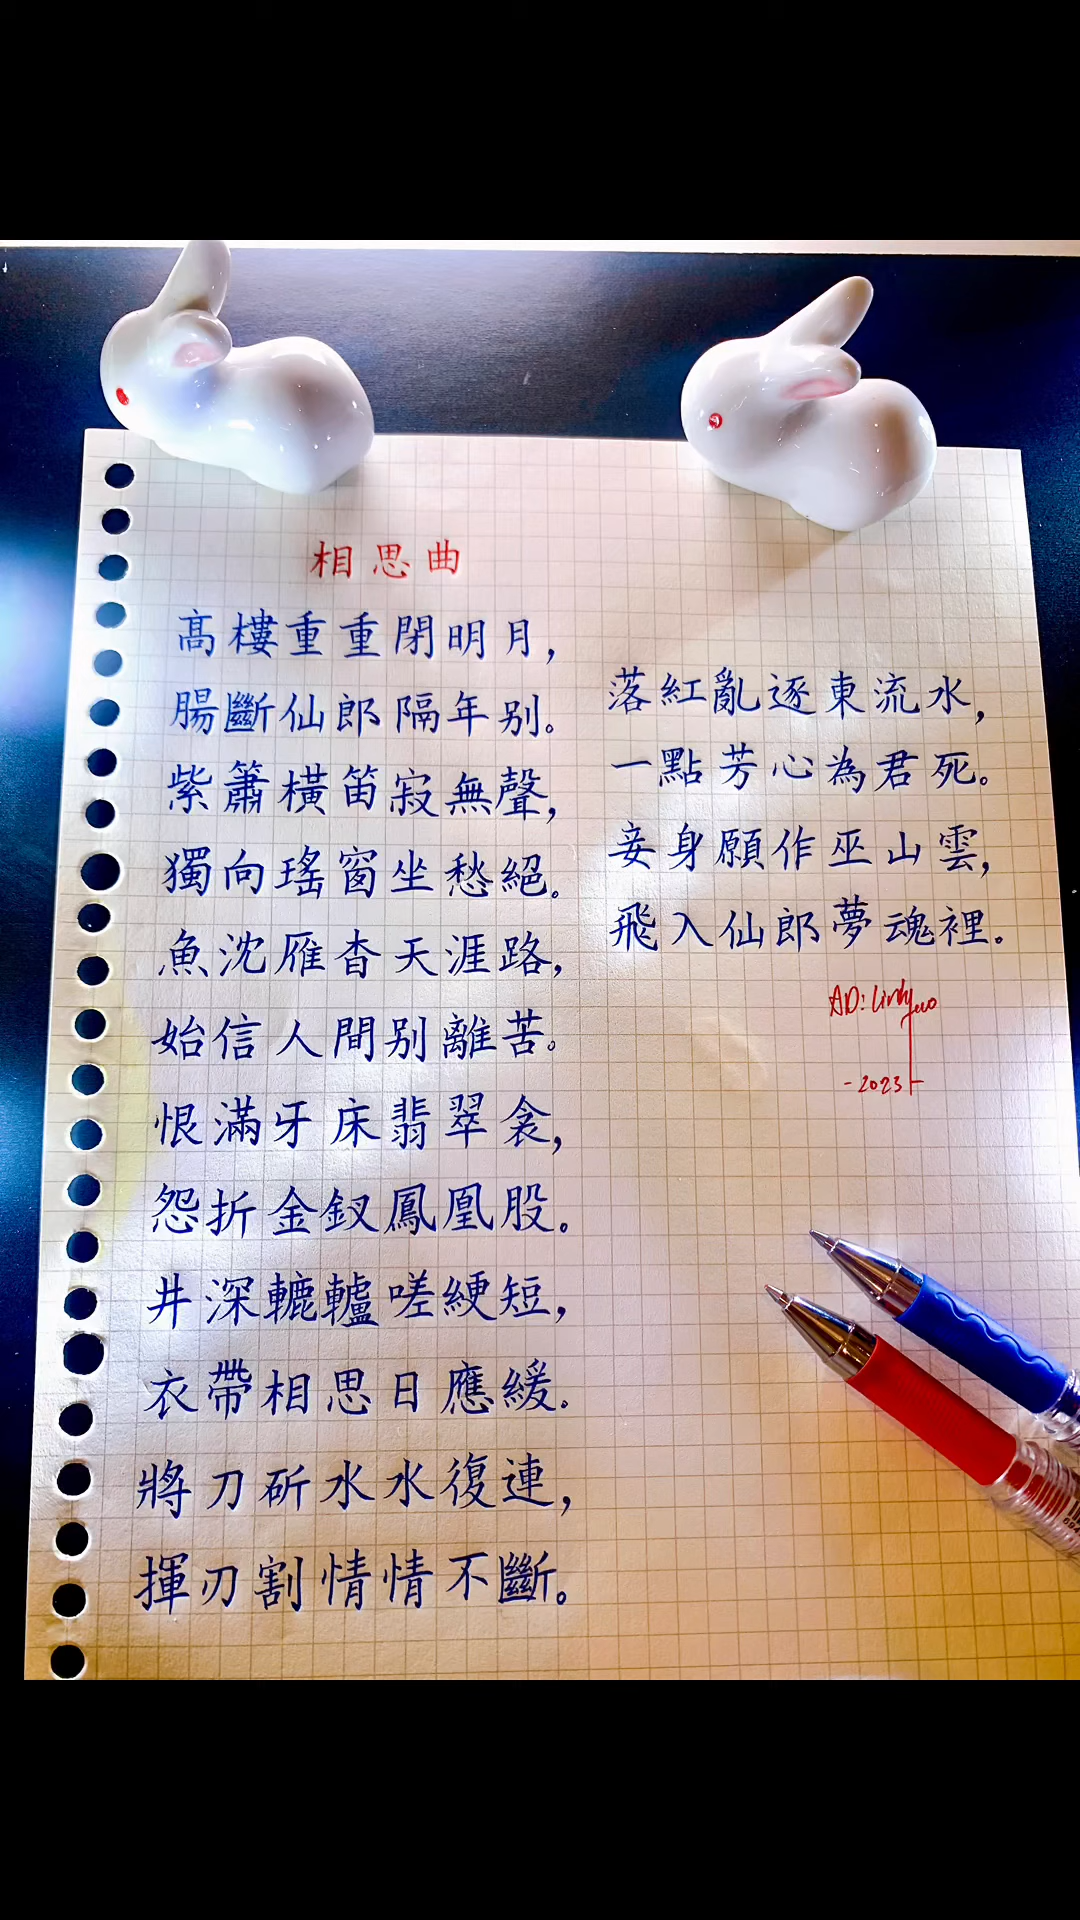 相思曲
高樓重重閉明月，
腸斷仙郎隔年別。
紫簫橫笛寂無聲，
獨向瑤窗坐愁絕。
魚沈雁杳天涯路，
始信人間別離苦。
恨滿牙床翡翠衾，
怨折金釵鳳凰股。
井深轆轤嗟綆短，
衣帶相思日應緩。
將刀斫水水復連，
揮刃割情情不斷。
落紅亂逐東流水，
一點芳心為君死。
妾身願作巫山雲，
飛入仙郎夢魂裡。
-2023-
694